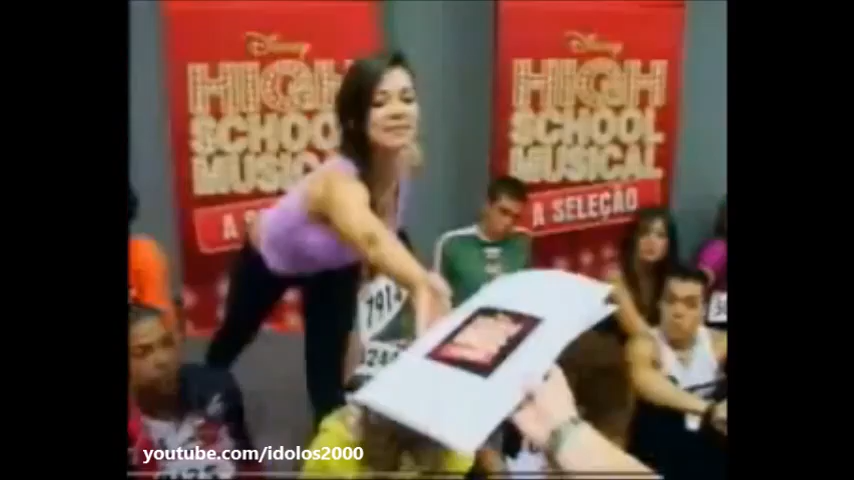 Disney
HIGH
SCHOOL
MUSICAL
A
Disney
HIGH
SCHOOL
MUSICAL
A SELEÇÃO
7914
youtube.com/idolos2000